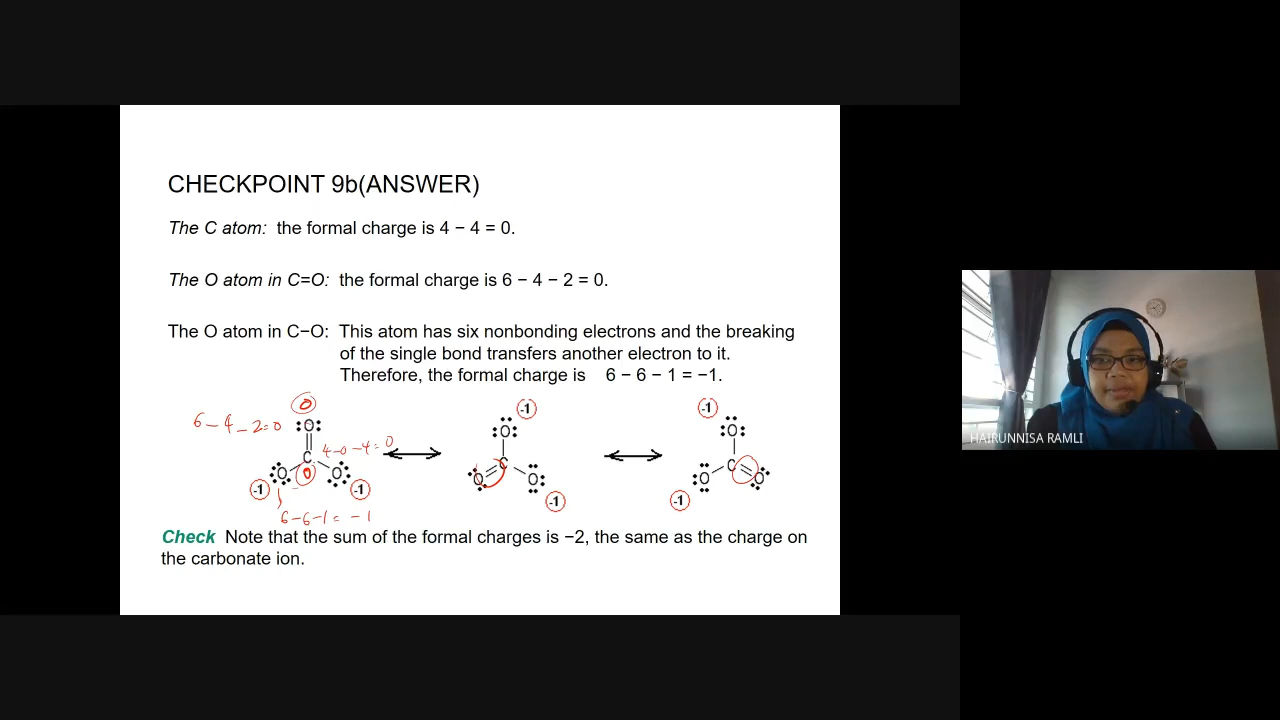 CHECKPOINT 9b(ANSWER)
The C atom: the formal charge is 4 − 4 = 0.
The O atom in C=O: the formal charge is 6 − 4 − 2 = 0.
The O atom in C−O: This atom has six nonbonding electrons and the breaking
of the single bond transfers another electron to it.
Therefore, the formal charge is 6 − 6 − 1 = −1.
0
-1
-1
6 - 4 - 2 = 0
O
O
O
4 - 0 - 4 = 0
C
C
C
0
O
O
O
O
O
O
-1
-1
-1
-1
6 - 6 - 1 = -1
Check Note that the sum of the formal charges is −2, the same as the charge on
the carbonate ion.
HAIRUNNISA RAMLI